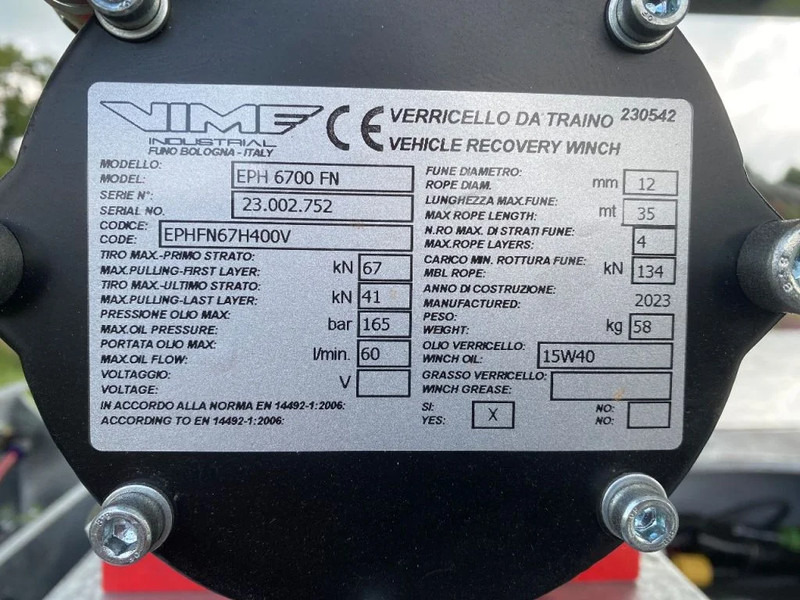 VIME
INDUSTRIAL
FUNO BOLOGNA - ITALY
CE
VERRICELLO DA TRAINO 230542
VEHICLE RECOVERY WINCH
MODELLO:
MODEL: EPH 6700 FN
SERIE N°:
SERIAL NO. 23.002.752
CODICE:
CODE: EPHFN67H400V
TIRO MAX.-PRIMO STRATO:
MAX.PULLING-FIRST LAYER: kN 67
TIRO MAX.-ULTIMO STRATO:
MAX.PULLING-LAST LAYER: kN 41
PRESSIONE OLIO MAX:
MAX.OIL PRESSURE: bar 165
PORTATA OLIO MAX:
MAX.OIL FLOW: l/min. 60
VOLTAGGIO:
VOLTAGE: V
IN ACCORDO ALLA NORMA EN 14492-1:2006:
ACCORDING TO EN 14492-1:2006:
FUNE DIAMETRO:
ROPE DIAM. mm 12
LUNGHEZZA MAX.FUNE:
MAX ROPE LENGTH: mt 35
N.RO MAX. DI STRATI FUNE:
MAX.ROPE LAYERS: 4
CARICO MIN. ROTTURA FUNE:
MBL ROPE: kN 134
ANNO DI COSTRUZIONE:
MANUFACTURED: 2023
PESO:
WEIGHT: kg 58
OLIO VERRICELLO:
WINCH OIL: 15W40
GRASSO VERRICELLO:
WINCH GREASE:
SI: NO:
YES: X NO: